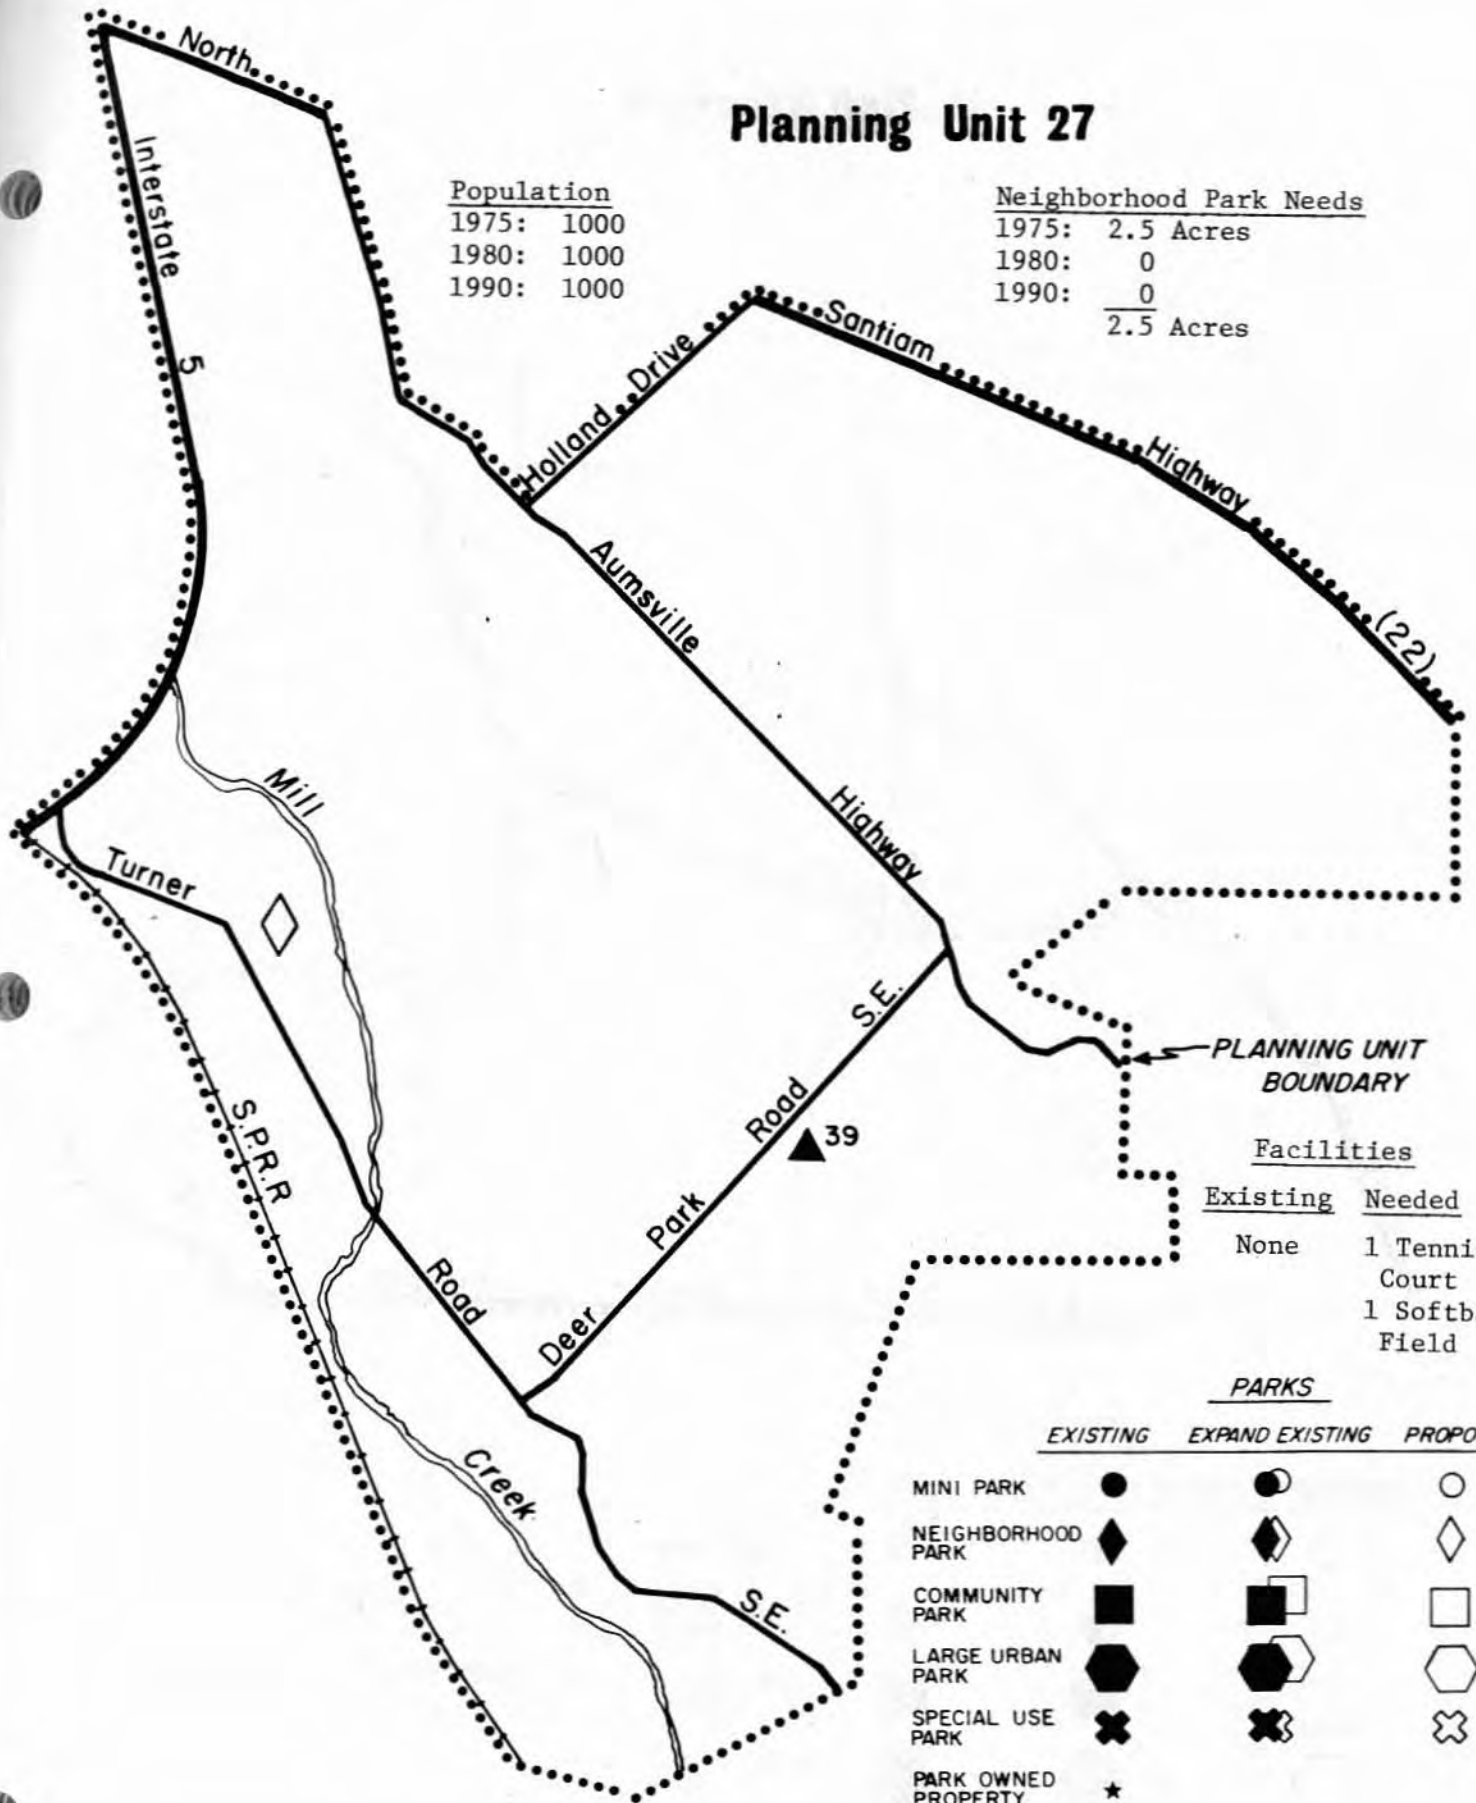 Planning Unit 27
Population
1975: 1000
1980: 1000
1990: 1000
Neighborhood Park Needs
1975: 2.5 Acres
1980: 0
1990: 0
2.5 Acres
North
Interstate
5
Holland Drive
Santiam
Highway
(22)
Aumsville
Highway
Mill
Turner
S.P.R.R
Road
Deer Park Road S.E.
39
Creek
S.E.
PLANNING UNIT
BOUNDARY
Facilities
Existing Needed
None 1 Tenni
Court
1 Softb
Field
PARKS
EXISTING EXPAND EXISTING PROPO
MINI PARK
NEIGHBORHOOD
PARK
COMMUNITY
PARK
LARGE URBAN
PARK
SPECIAL USE
PARK
PARK OWNED
PROPERTY